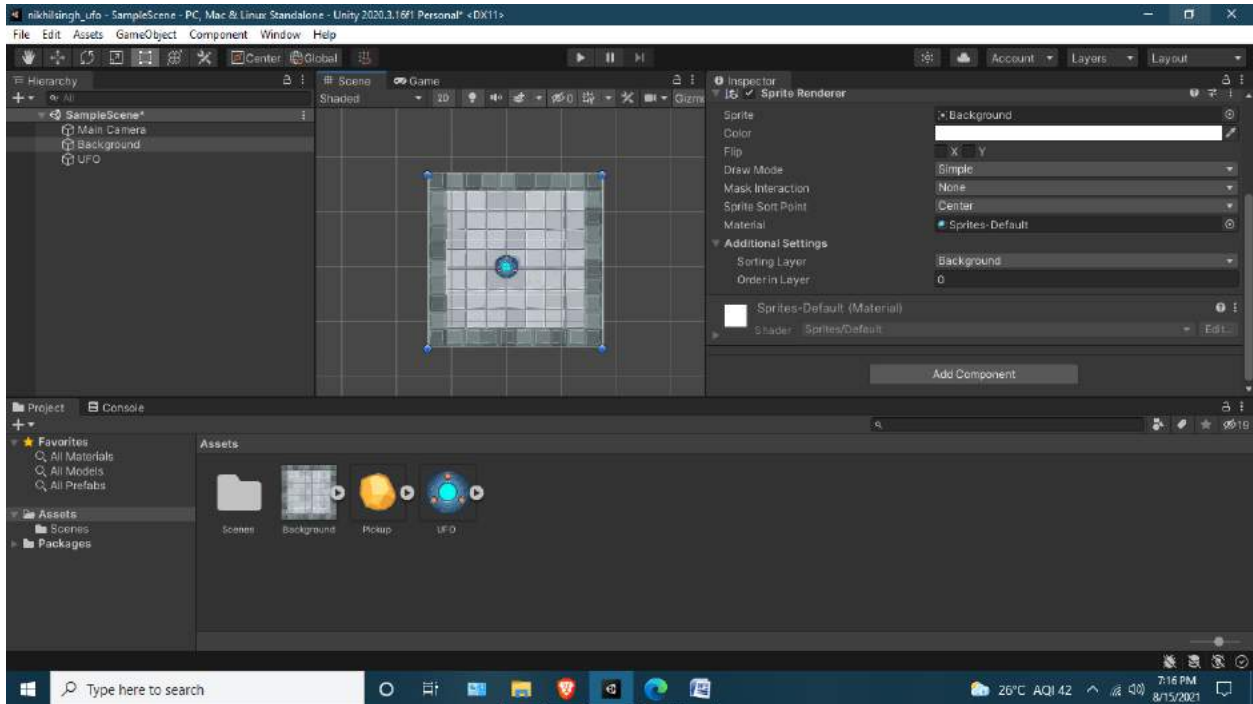 nikhilsingh_ufo - SampleScene - PC, Mac & Linux Standalone - Unity 2020.3.16f1 Personal* <DX11>
File Edit Assets GameObject Component Window Help
Center Global
Account Layers Layout
Hierarchy
All
SampleScene*
Main Camera
Background
UFO
Scene Game
Shaded 2D 0 Gizm
Inspector
Sprite Renderer
Sprite Background
Color
Flip X Y
Draw Mode Simple
Mask Interaction None
Sprite Sort Point Center
Material Sprites-Default
Additional Settings
Sorting Layer Background
Order in Layer 0
Sprites-Default (Material)
Shader Sprites/Default Edit...
Add Component
Project Console
19
Favorites
All Materials
All Models
All Prefabs
Assets
Scenes
Packages
Assets
Scenes Background Pickup UFO
Type here to search
26°C AQI 42
7:16 PM
8/15/2021